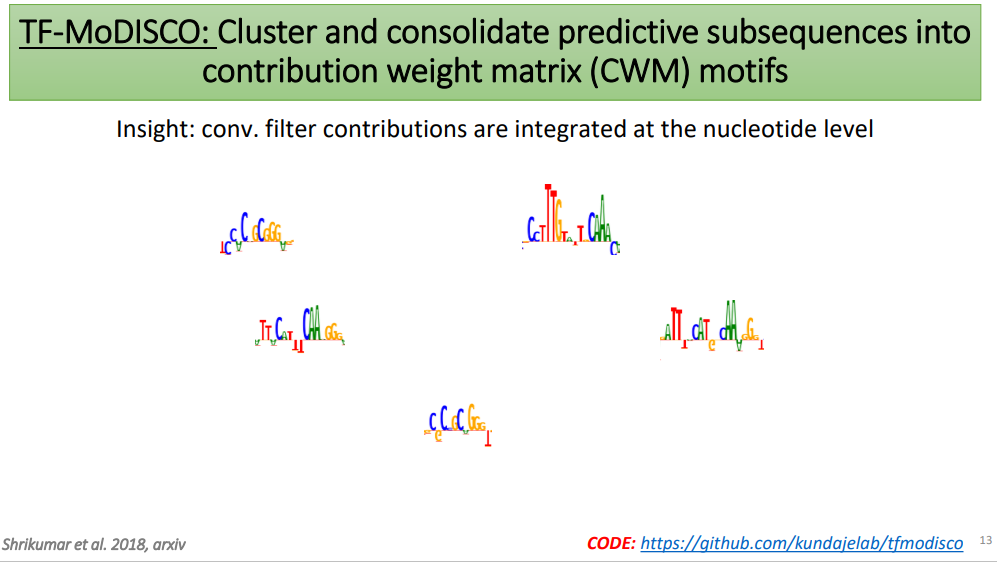 TF-MoDISCO: Cluster and consolidate predictive subsequences into
contribution weight matrix (CWM) motifs
Insight: conv. filter contributions are integrated at the nucleotide level
Shrikumar et al. 2018, arxiv
CODE: https://github.com/kundajelab/tfmodisco
13